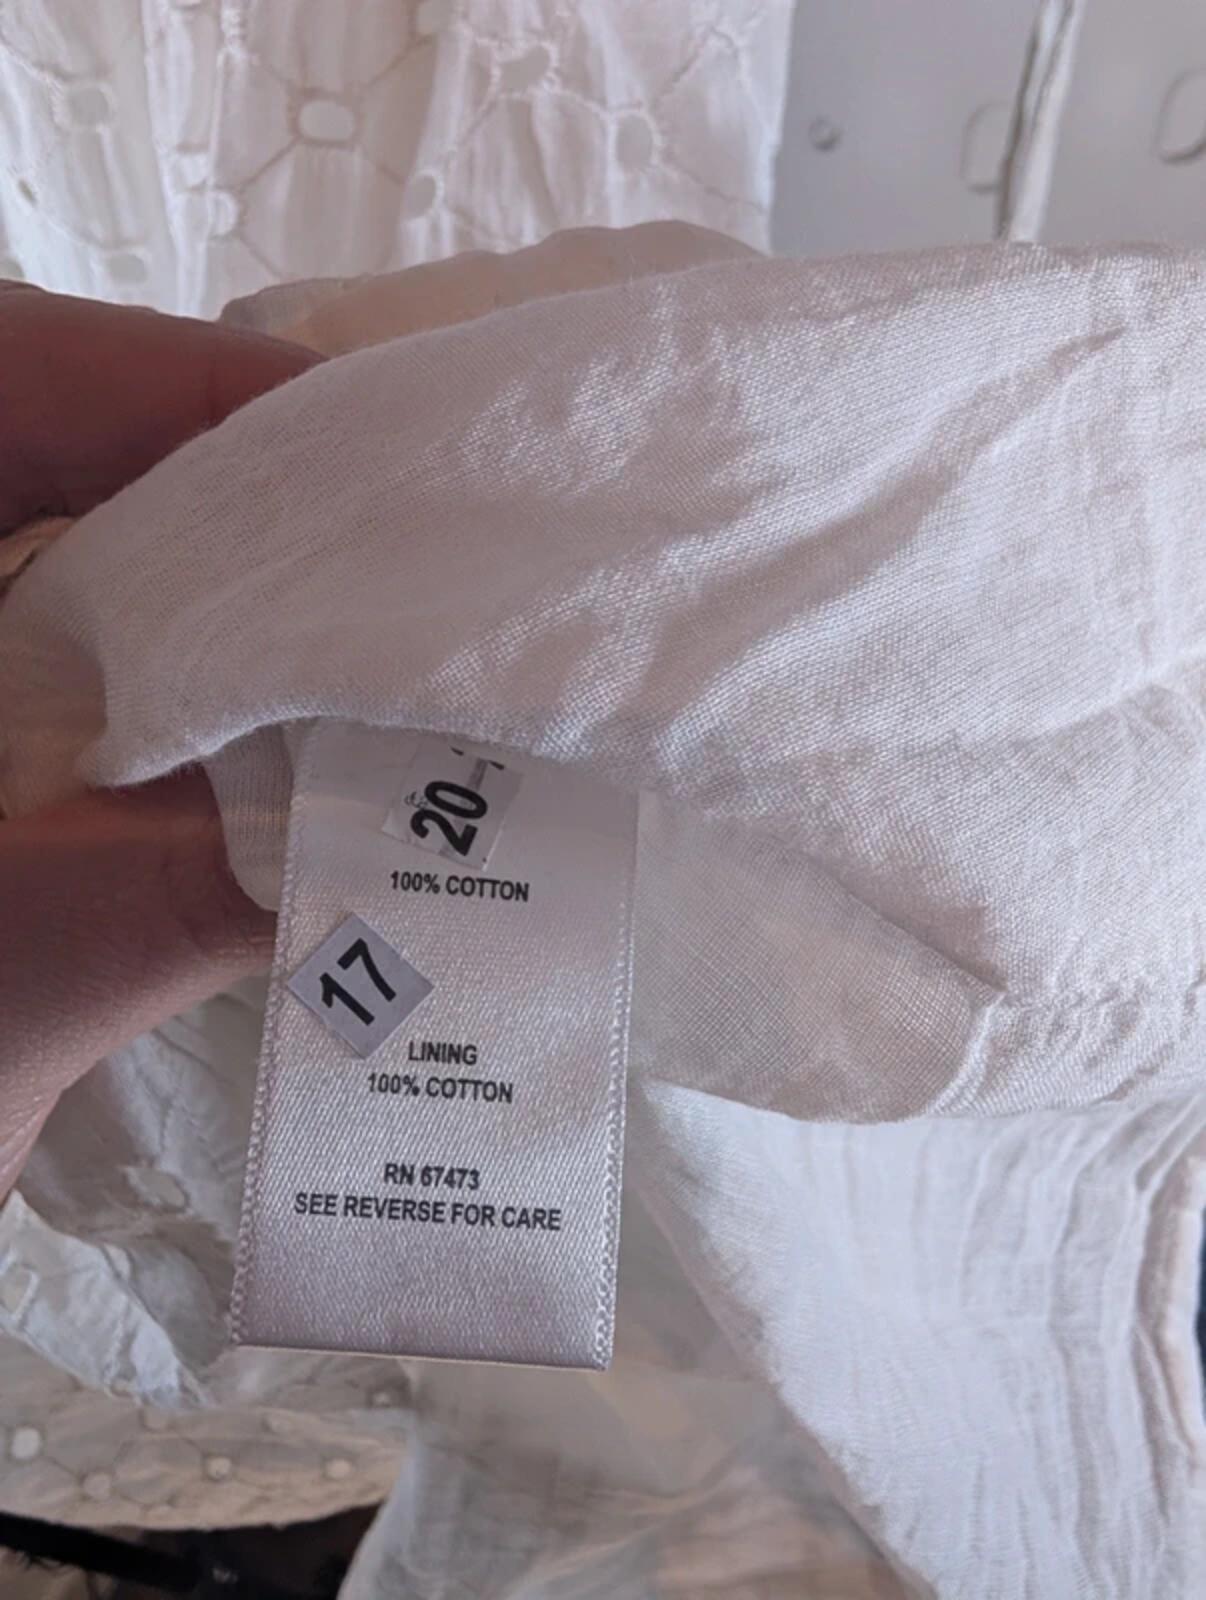 20-
100% COTTON
17
LINING
100% COTTON
RN 67473
SEE REVERSE FOR CARE